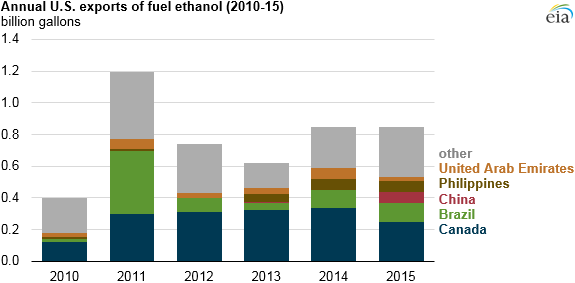 Annual U.S. exports of fuel ethanol (2010-15)
billion gallons
eia
1.4
1.2
1.0
0.8
0.6
0.4
0.2
0.0
other
United Arab Emirates
Philippines
China
Brazil
Canada
2010 2011 2012 2013 2014 2015